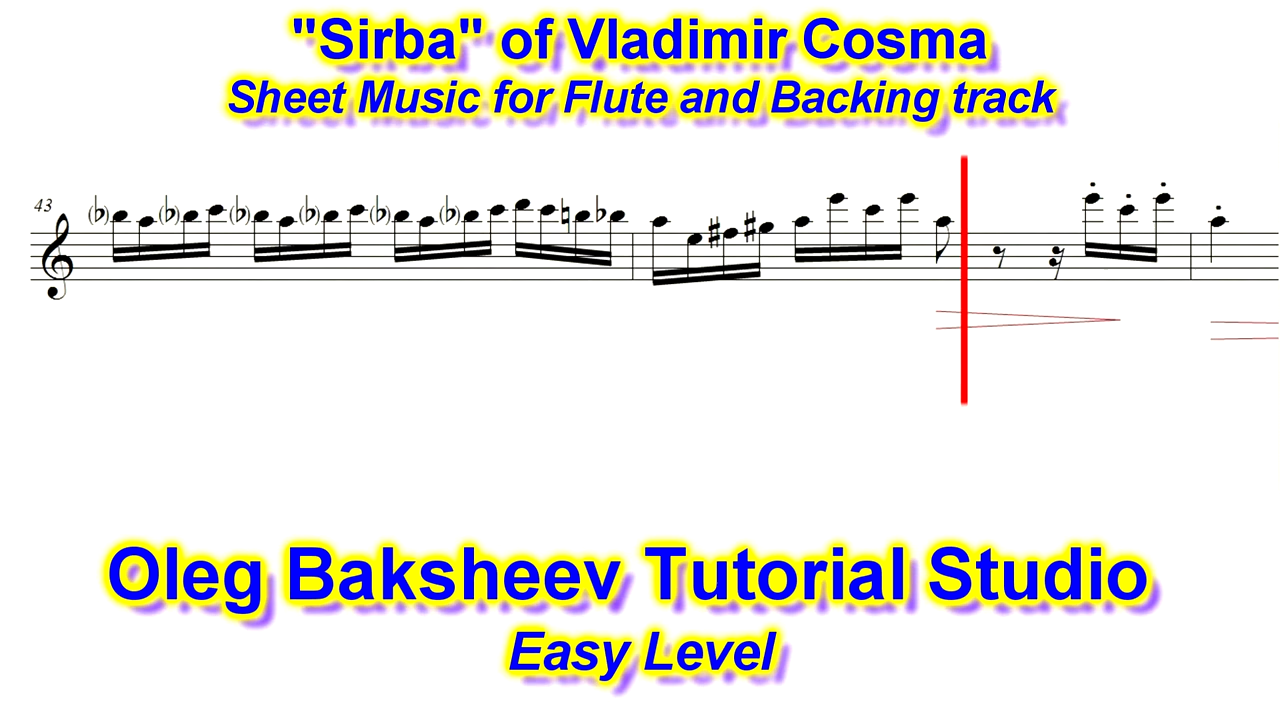 "Sirba" of Vladimir Cosma
Sheet Music for Flute and Backing track
43
Oleg Baksheev Tutorial Studio
Easy Level